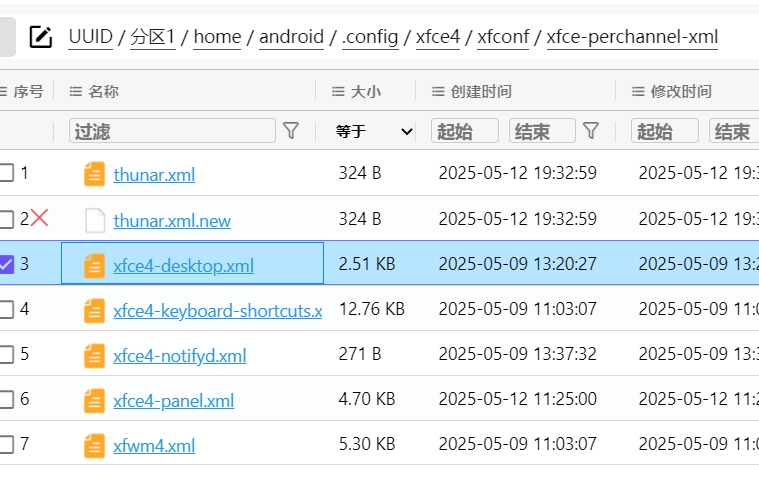 UUID / 分区1 / home / android / .config / xfce4 / xfconf / xfce-perchannel-xml
序号 名称 大小 创建时间 修改时间
过滤 等于 起始 结束 起始 结束
1 thunar.xml 324 B 2025-05-12 19:32:59 2025-05-12 19:3
2 thunar.xml.new 324 B 2025-05-12 19:32:59 2025-05-12 19:3
3 xfce4-desktop.xml 2.51 KB 2025-05-09 13:20:27 2025-05-09 13:2
4 xfce4-keyboard-shortcuts.x 12.76 KB 2025-05-09 11:03:07 2025-05-09 11:0
5 xfce4-notifyd.xml 271 B 2025-05-09 13:37:32 2025-05-09 13:3
6 xfce4-panel.xml 4.70 KB 2025-05-12 11:25:00 2025-05-12 11:2
7 xfwm4.xml 5.30 KB 2025-05-09 11:03:07 2025-05-09 11:0